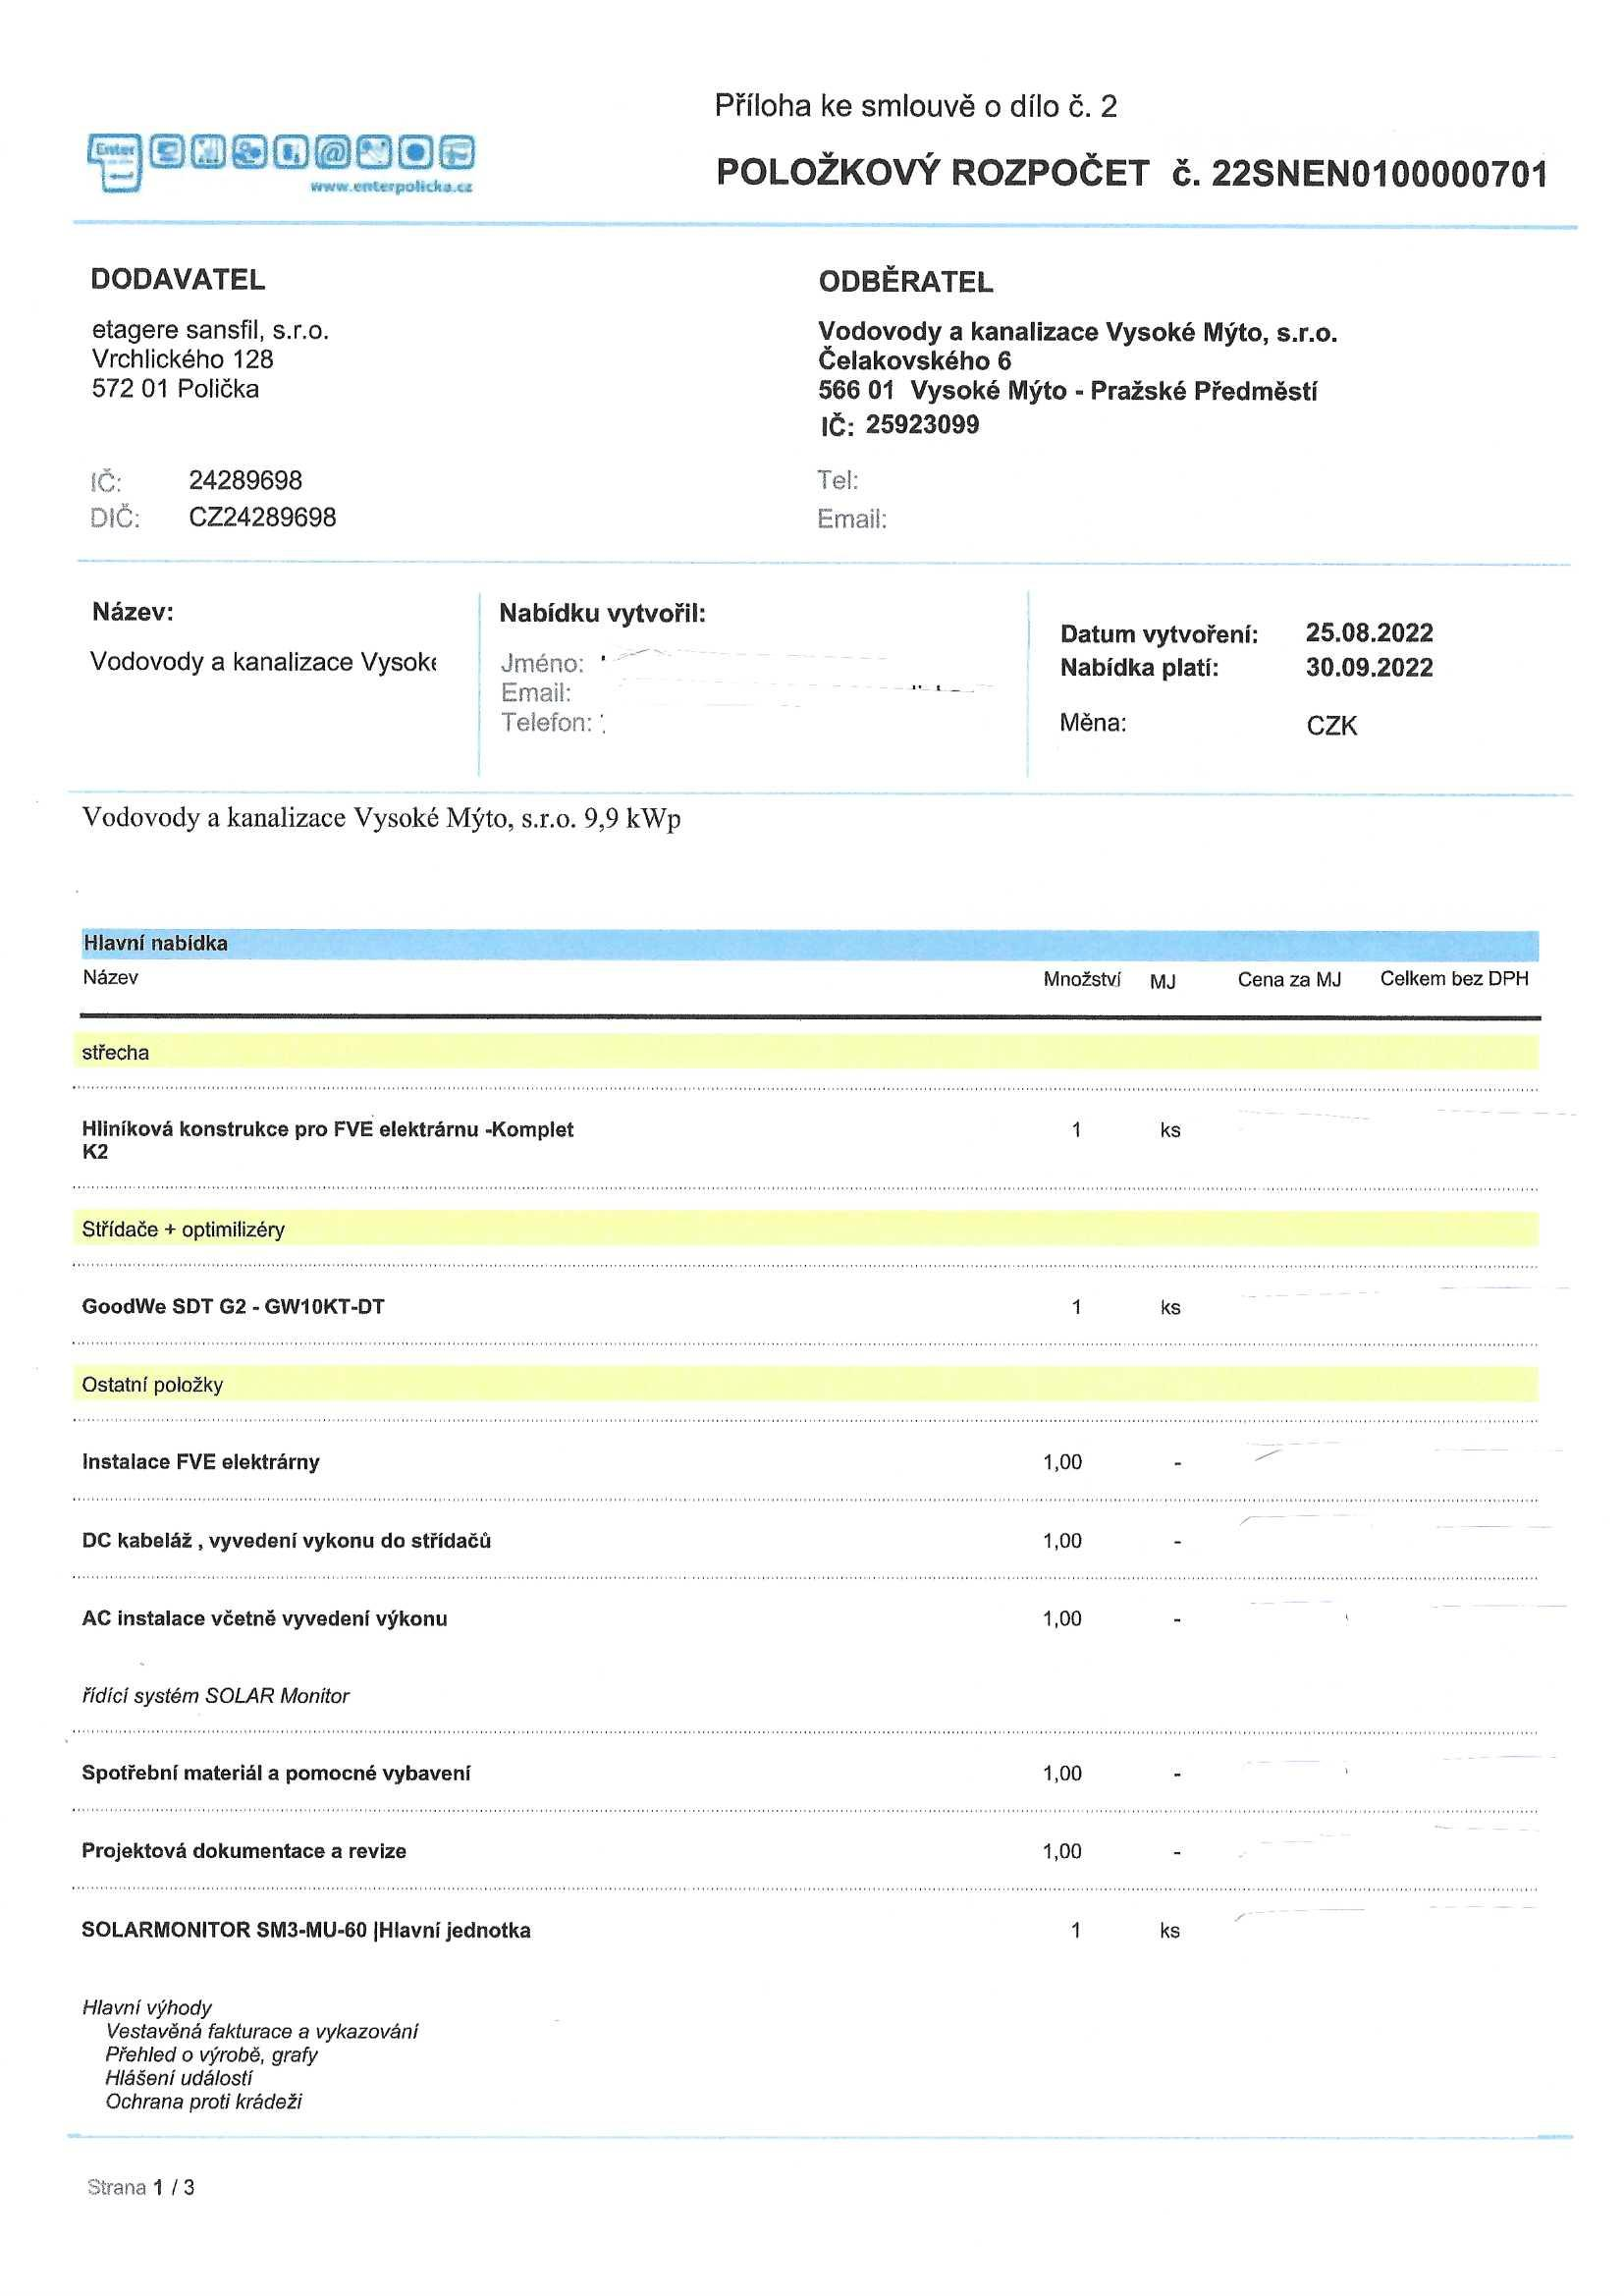 Příloha ke smlouvě o dílo č. 2
Enter
www.enterpolicka.cz
POLOŽKOVÝ ROZPOČET č. 22SNEN0100000701
DODAVATEL
etagere sansfil, s.r.o.
Vrchlického 128
572 01 Polička
IČ: 24289698
DIČ: CZ24289698
ODBĚRATEL
Vodovody a kanalizace Vysoké Mýto, s.r.o.
Čelakovského 6
566 01 Vysoké Mýto - Pražské Předměstí
IČ: 25923099
Tel:
Email:
Název:
Vodovody a kanalizace Vysoké
Nabídku vytvořil:
Jméno:
Email:
Telefon:
Datum vytvoření: 25.08.2022
Nabídka platí: 30.09.2022
Měna: CZK
Vodovody a kanalizace Vysoké Mýto, s.r.o. 9,9 kWp
Hlavní nabídka
Název Množství MJ Cena za MJ Celkem bez DPH
střecha
Hliníková konstrukce pro FVE elektrárnu -Komplet 1 ks
K2
Střídače + optimilizéry
GoodWe SDT G2 - GW10KT-DT 1 ks
Ostatní položky
Instalace FVE elektrárny 1,00 -
DC kabeláž , vyvedení vykonu do střídačů 1,00 -
AC instalace včetně vyvedení výkonu 1,00 -
řídící systém SOLAR Monitor
Spotřební materiál a pomocné vybavení 1,00 -
Projektová dokumentace a revize 1,00 -
SOLARMONITOR SM3-MU-60 |Hlavní jednotka 1 ks
Hlavní výhody
Vestavěná fakturace a vykazování
Přehled o výrobě, grafy
Hlášení událostí
Ochrana proti krádeži
Strana 1 / 3